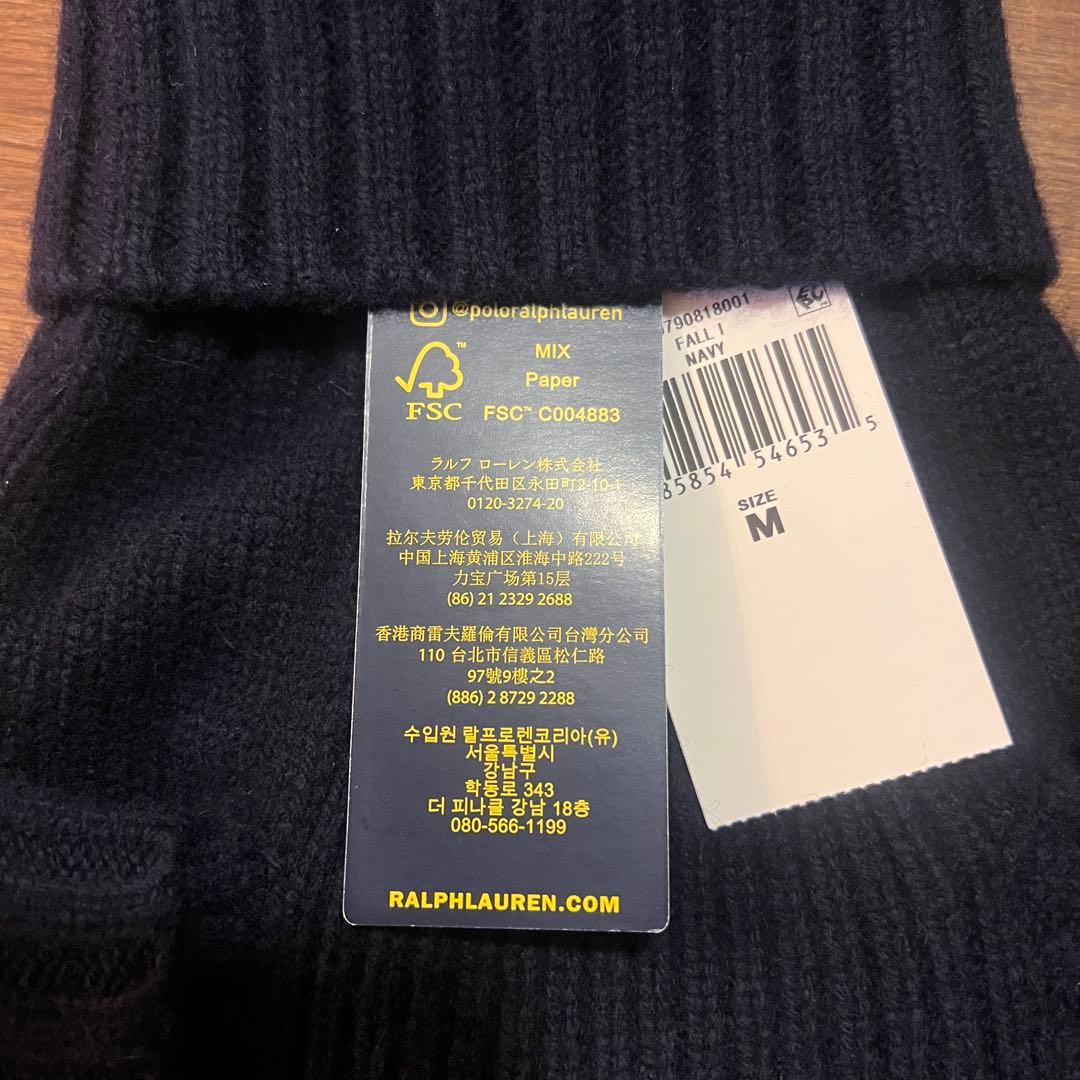 @poloralphlauren
FSC
MIX
Paper
FSC™ C004883
ラルフ ローレン株式会社
東京都千代田区永田町2-10-1
0120-3274-20
拉尔夫劳伦贸易（上海）有限公司
中国上海黄浦区淮海中路222号
力宝广场第15层
(86) 21 2329 2688
香港商雷夫羅倫有限公司台灣分公司
110 台北市信義區松仁路
97號9樓之2
(886) 2 8729 2288
수입원 랄프로렌코리아(유)
서울특별시
강남구
학동로 343
더 피나클 강남 18층
080-566-1199
RALPHLAUREN.COM
790818001
FALL I
NAVY
85854 54653 5
SIZE
M